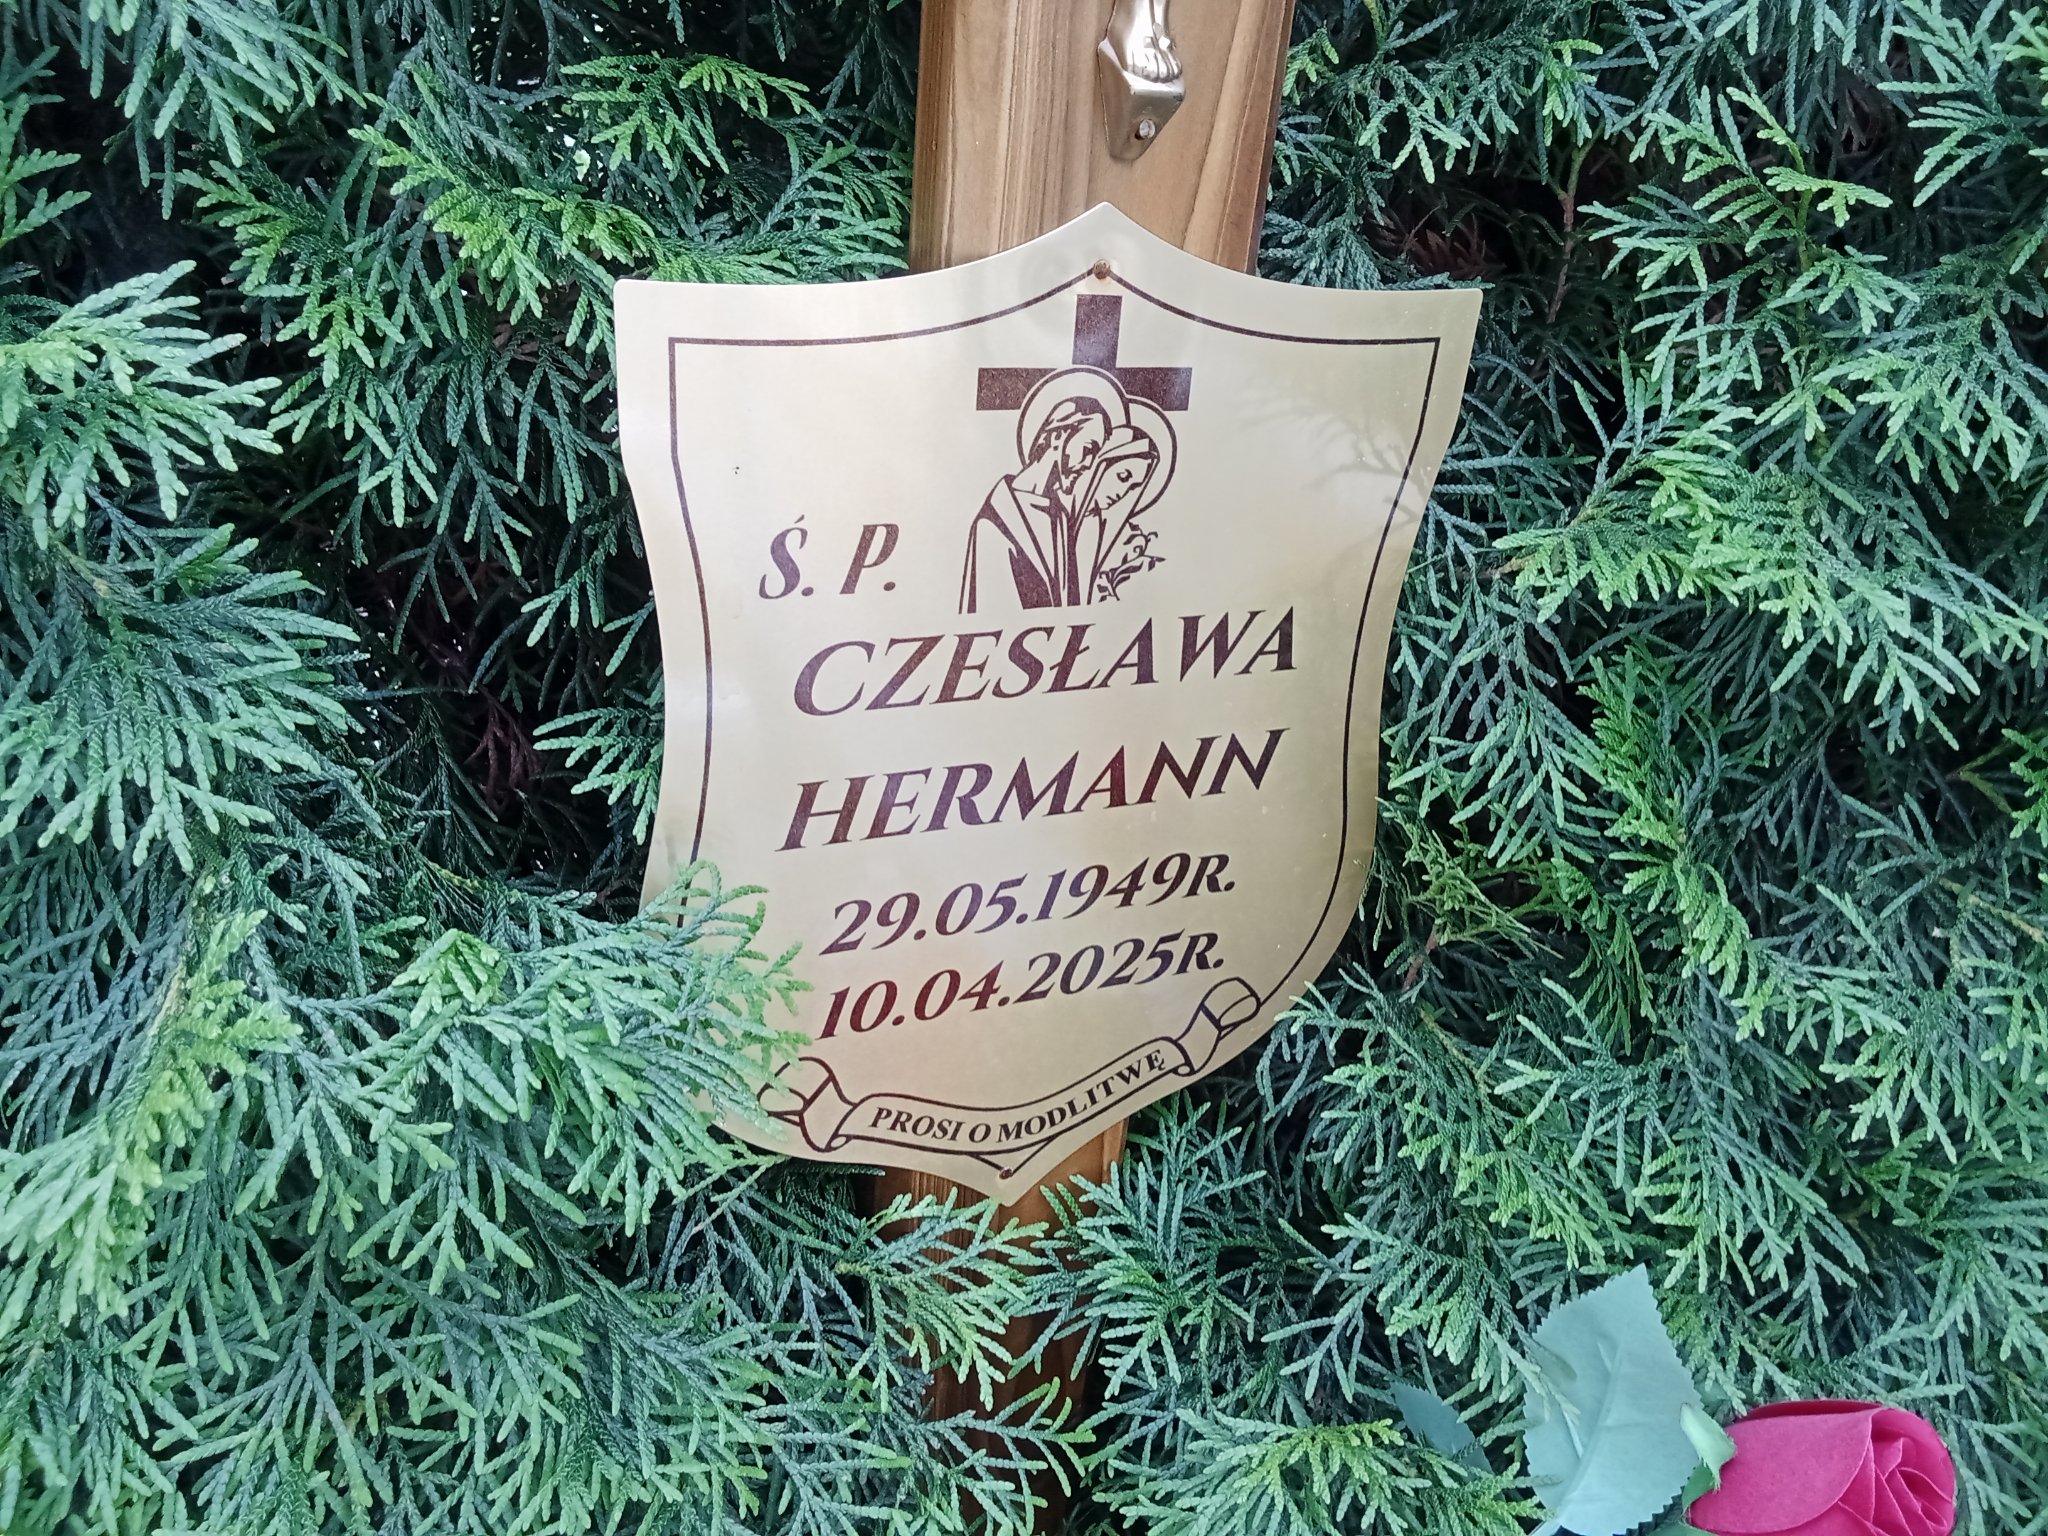 Ś. P.
CZESŁAWA
HERMANN
29.05.1949R.
10.04.2025R.
PROSI O MODLITWĘ